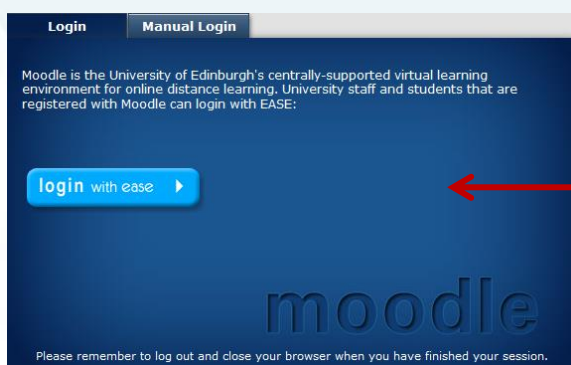 Login Manual Login
Moodle is the University of Edinburgh's centrally-supported virtual learning
environment for online distance learning. University staff and students that are
registered with Moodle can login with EASE:
login with ease
moodle
Please remember to log out and close your browser when you have finished your session.